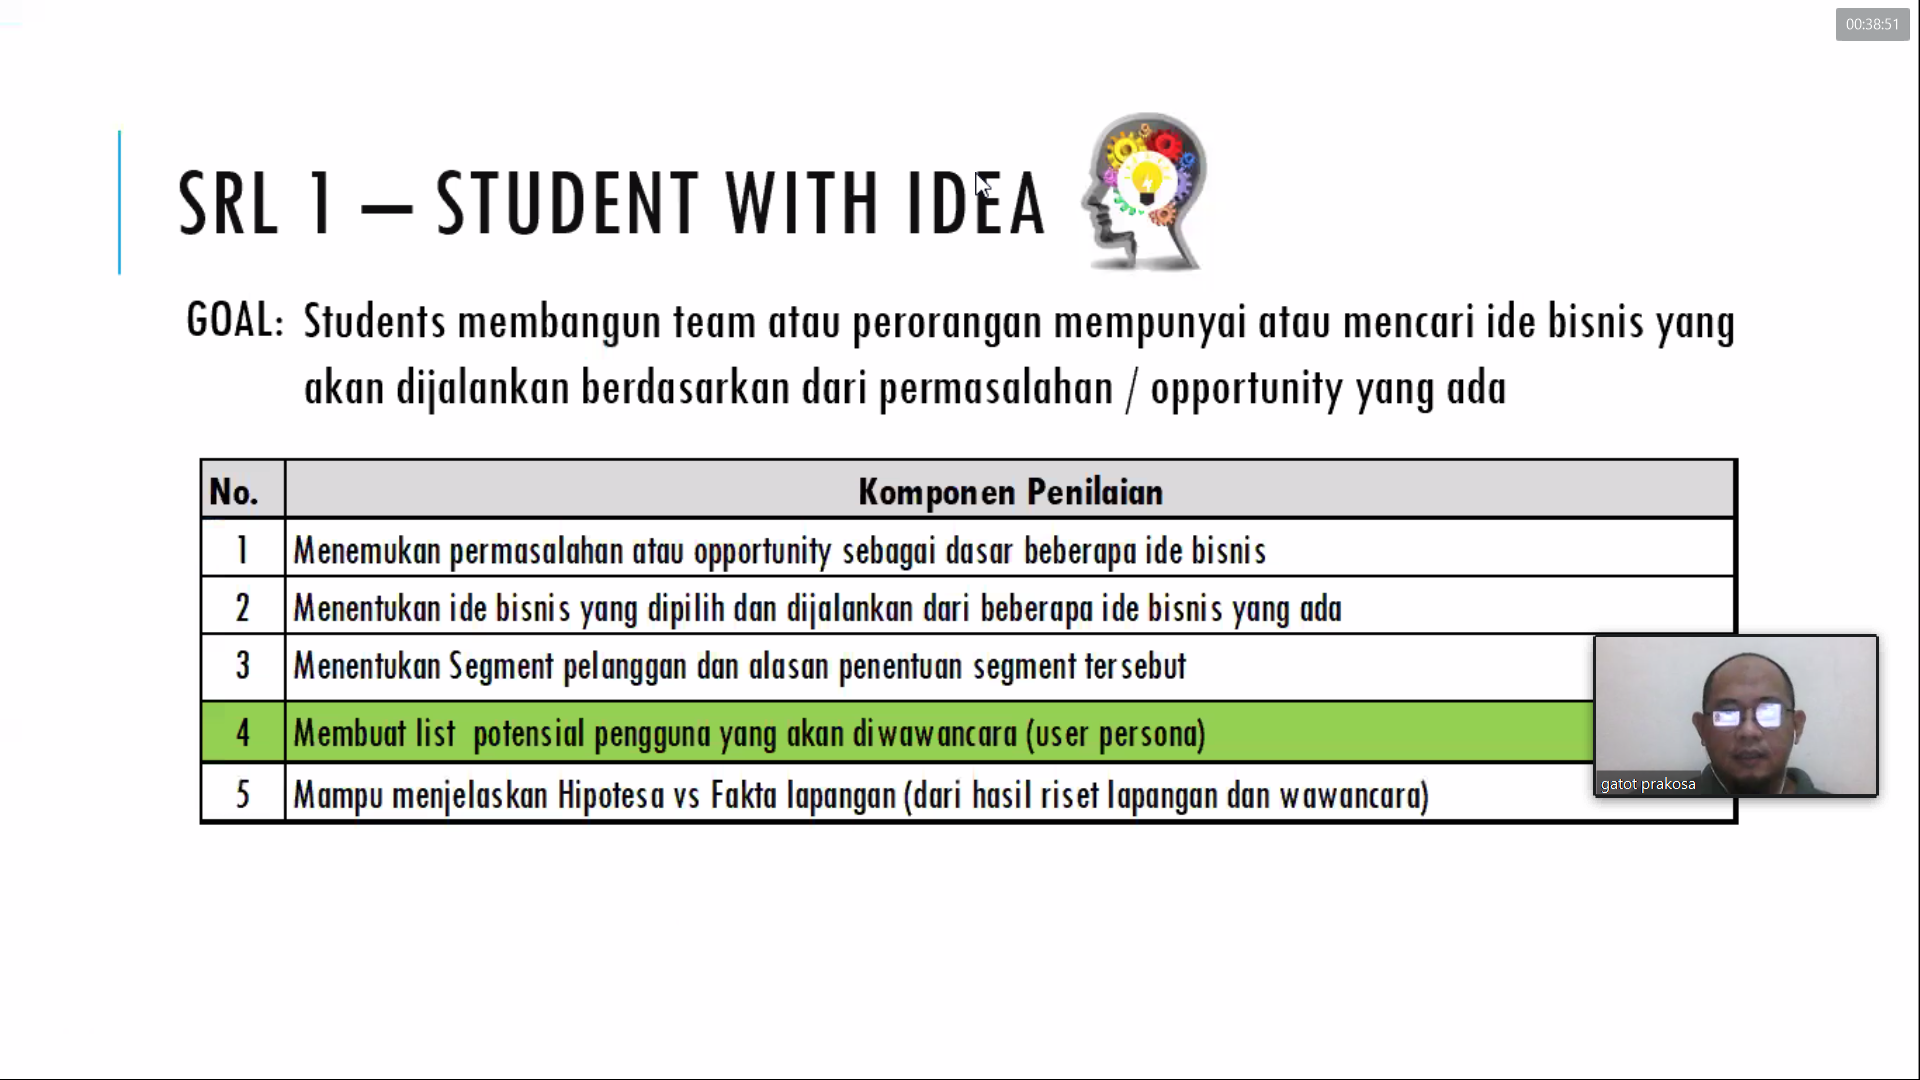 00:38:51
SRL 1 – STUDENT WITH IDEA
GOAL: Students membangun team atau perorangan mempunyai atau mencari ide bisnis yang
akan dijalankan berdasarkan dari permasalahan / opportunity yang ada
No. Komponen Penilaian
1 Menemukan permasalahan atau opportunity sebagai dasar beberapa ide bisnis
2 Menentukan ide bisnis yang dipilih dan dijalankan dari beberapa ide bisnis yang ada
3 Menentukan Segment pelanggan dan alasan penentuan segment tersebut
4 Membuat list potensial pengguna yang akan diwawancara (user persona)
5 Mampu menjelaskan Hipotesa vs Fakta lapangan (dari hasil riset lapangan dan wawancara)
gatot prakosa